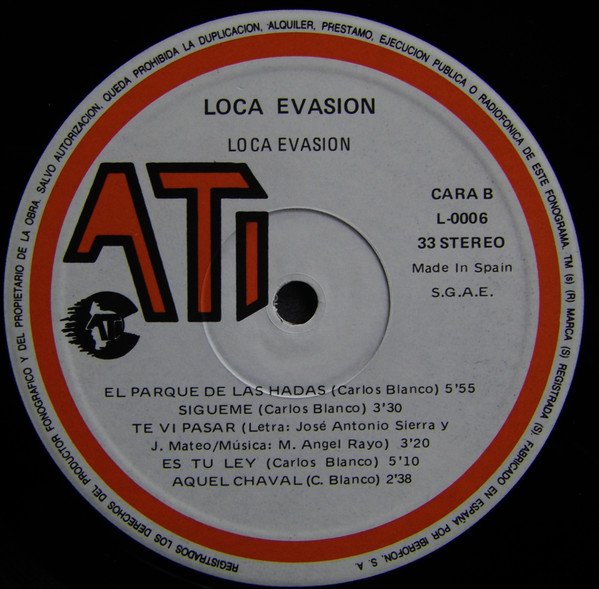 REGISTRADOS LOS DERECHOS DEL PRODUCTOR FONOGRAFICO Y DEL PROPIETARIO DE LA OBRA. SALVO AUTORIZACION, QUEDA PROHIBIDA LA DUPLICACION, ALQUILER, PRESTAMO, EJECUCION PUBLICA O RADIOFONICA DE ESTE FONOGRAMA. TM (s) (R) MARCA (S) REGISTRADA (S). FABRICADO EN ESPAÑA POR IBEROFON, S. A.
LOCA EVASION
LOCA EVASION
ATI
ATI
CARA B
L-0006
33 STEREO
Made In Spain
S.G.A.E.
EL PARQUE DE LAS HADAS (Carlos Blanco) 5'55
SIGUEME (Carlos Blanco) 3'30
TE VI PASAR (Letra: José Antonio Sierra y
J. Mateo/Música: M. Angel Rayo) 3'20
ES TU LEY (Carlos Blanco) 5'10
AQUEL CHAVAL (C. Blanco) 2'38